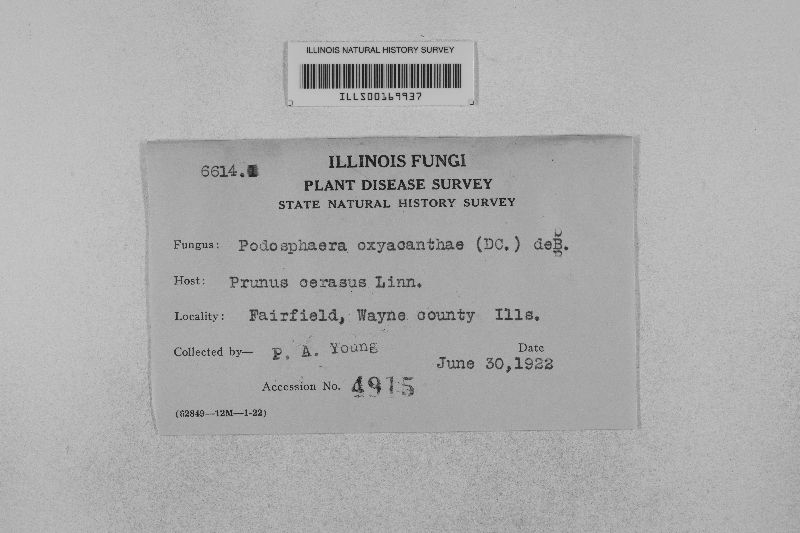 ILLINOIS NATURAL HISTORY SURVEY
ILLS00169937
6614.
ILLINOIS FUNGI
PLANT DISEASE SURVEY
STATE NATURAL HISTORY SURVEY
Fungus: Podosphaera oxyacanthae (DC.) deB.
Host: Prunus cerasus Linn.
Locality: Fairfield, Wayne county Ills.
Collected by— P. A. Young
Date
June 30,1922
Accession No. 4915
(62849—12M—1-22)